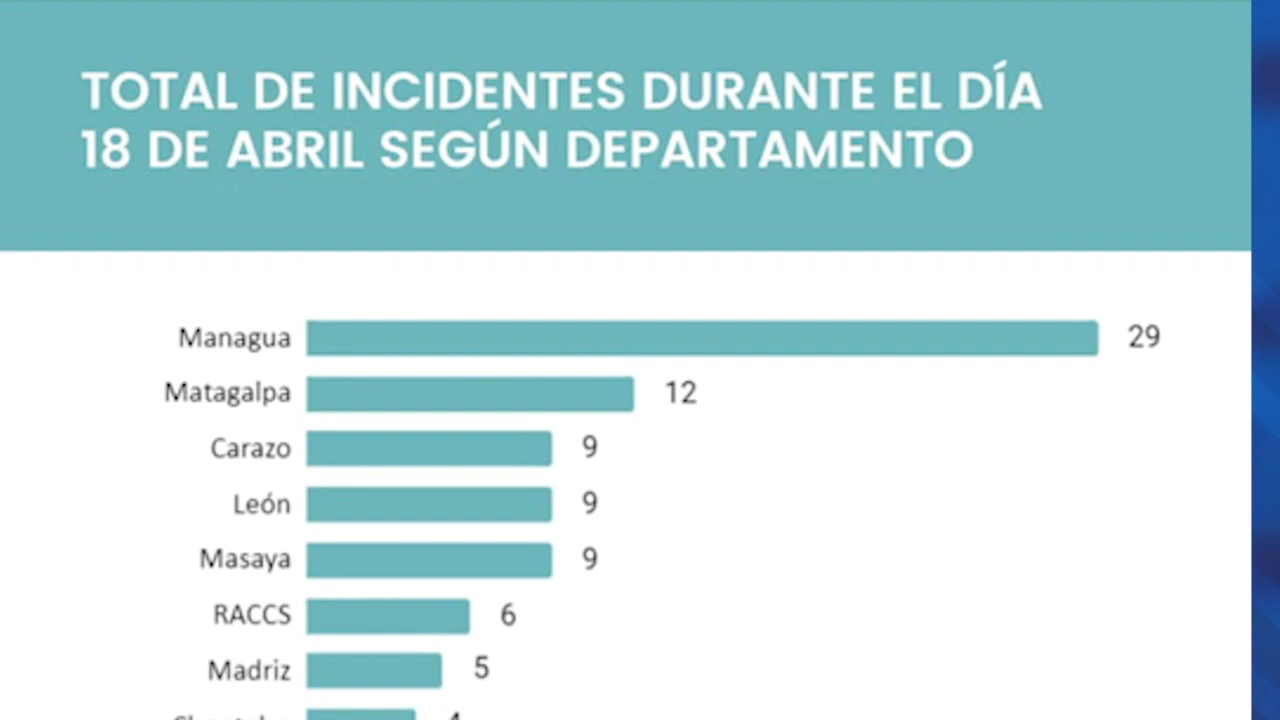 TOTAL DE INCIDENTES DURANTE EL DÍA
18 DE ABRIL SEGÚN DEPARTAMENTO
Managua 29
Matagalpa 12
Carazo 9
León 9
Masaya 9
RACCS 6
Madriz 5